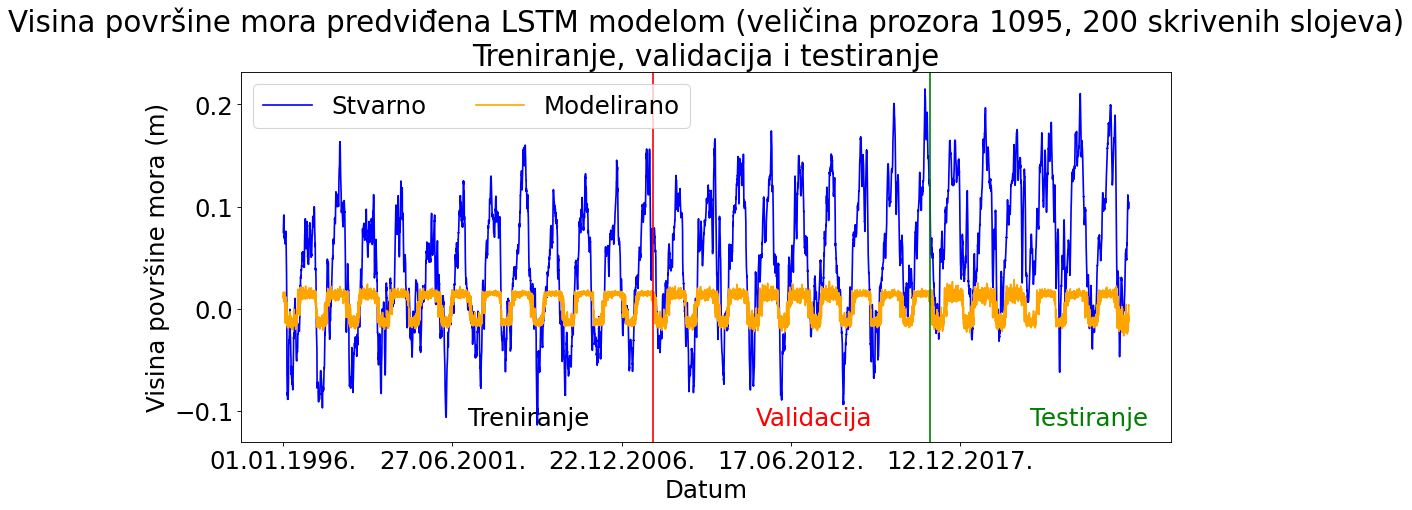 Visina površine mora predviđena LSTM modelom (veličina prozora 1095, 200 skrivenih slojeva)
Treniranje, validacija i testiranje
Stvarno Modelirano
Visina površine mora (m)
0.2
0.1
0.0
−0.1
Treniranje Validacija Testiranje
01.01.1996. 27.06.2001. 22.12.2006. 17.06.2012. 12.12.2017.
Datum